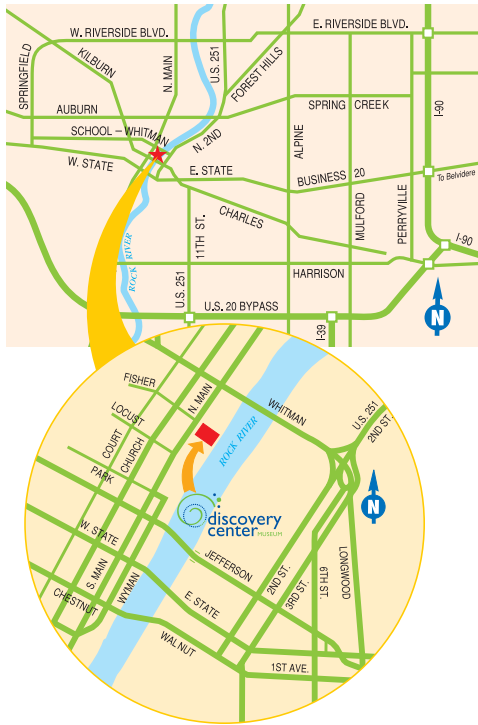 W. RIVERSIDE BLVD.
E. RIVERSIDE BLVD.
SPRINGFIELD
KILBURN
N. MAIN
U.S. 251
FOREST HILLS
AUBURN
SPRING CREEK
I-90
SCHOOL – WHITMAN
N. 2ND
ALPINE
W. STATE
E. STATE
BUSINESS 20
To Belvidere
CHARLES
11TH ST.
MULFORD
PERRYVILLE
I-90
ROCK RIVER
HARRISON
U.S. 251
U.S. 20 BYPASS
I-39
N
FISHER
N. MAIN
WHITMAN
LOCUST
U.S. 251
2ND ST.
COURT
CHURCH
ROCK RIVER
PARK
N
discovery
center MUSEUM
W. STATE
JEFFERSON
S. MAIN
WYMAN
2ND ST.
3RD ST.
6TH ST.
LONGWOOD
CHESTNUT
E. STATE
WALNUT
1ST AVE.